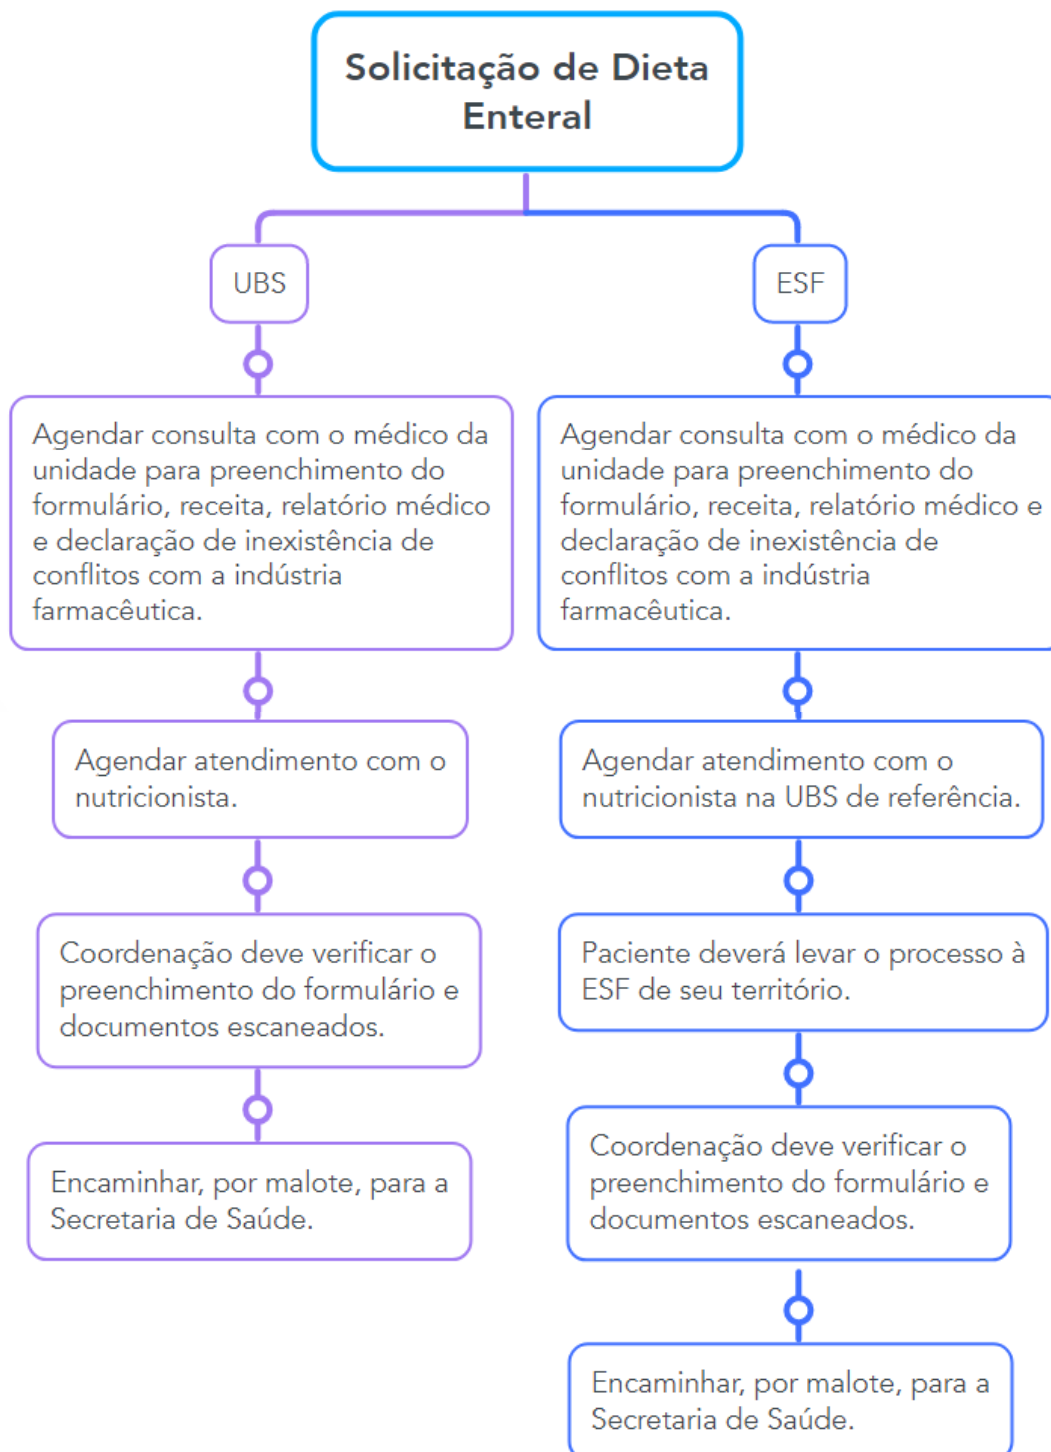 Solicitação de Dieta
Enteral
UBS
Agendar consulta com o médico da
unidade para preenchimento do
formulário, receita, relatório médico
e declaração de inexistência de
conflitos com a indústria
farmacêutica.
Agendar atendimento com o
nutricionista.
Coordenação deve verificar o
preenchimento do formulário e
documentos escaneados.
Encaminhar, por malote, para a
Secretaria de Saúde.
ESF
Agendar consulta com o médico da
unidade para preenchimento do
formulário, receita, relatório médico e
declaração de inexistência de
conflitos com a indústria
farmacêutica.
Agendar atendimento com o
nutricionista na UBS de referência.
Paciente deverá levar o processo à
ESF de seu território.
Coordenação deve verificar o
preenchimento do formulário e
documentos escaneados.
Encaminhar, por malote, para a
Secretaria de Saúde.